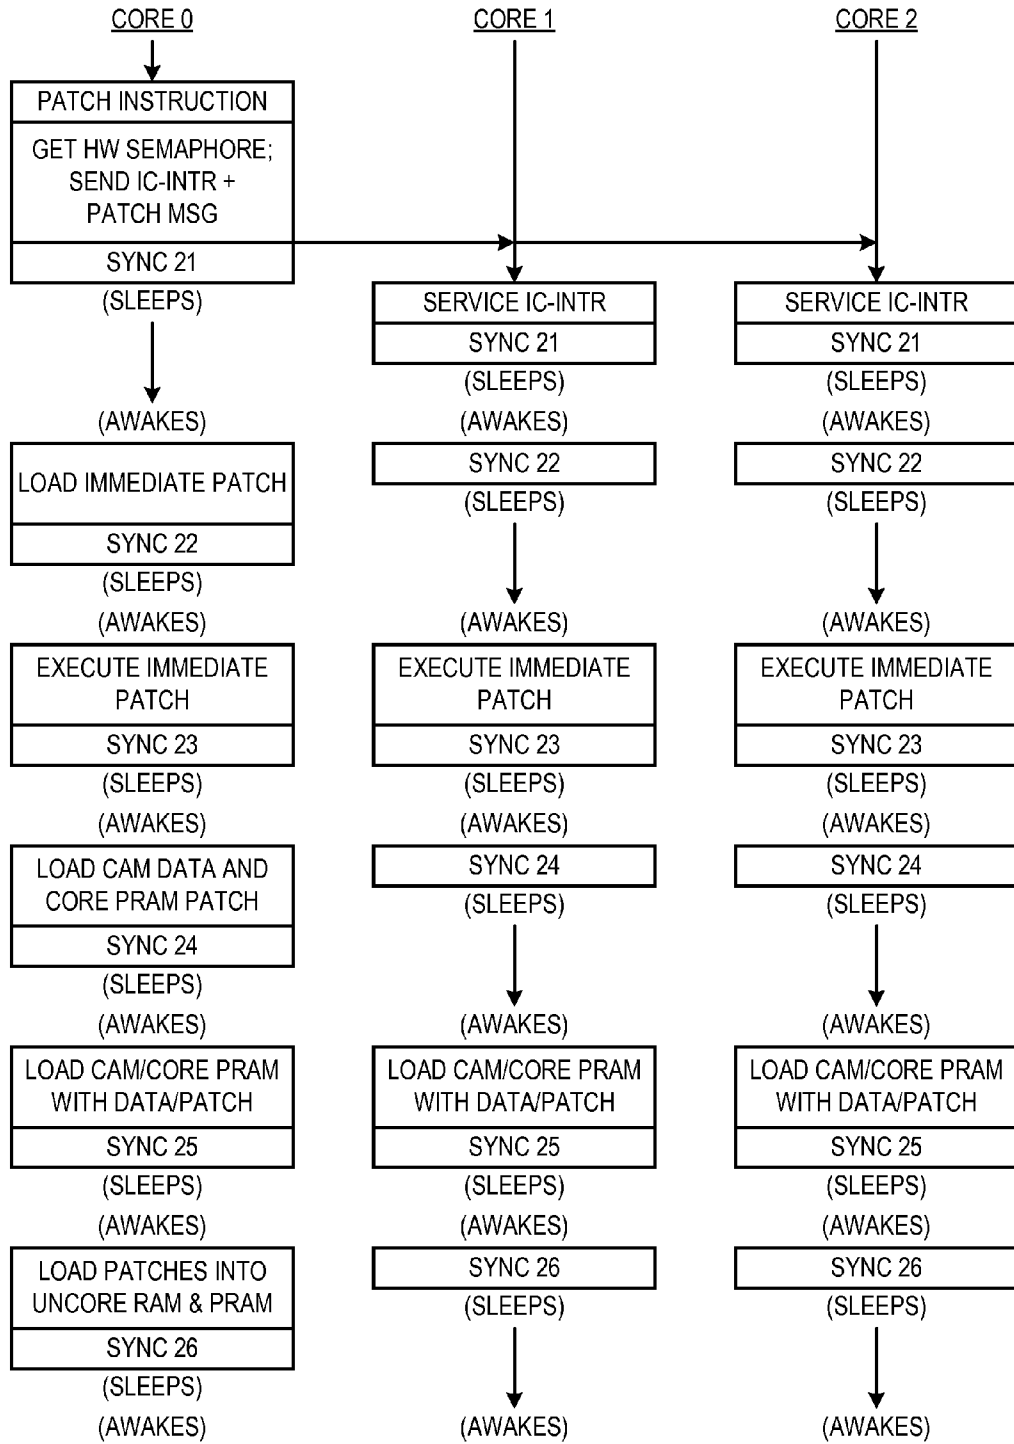 CORE 0
PATCH INSTRUCTION
GET HW SEMAPHORE;
SEND IC-INTR +
PATCH MSG
SYNC 21
(SLEEPS)
(AWAKES)
LOAD IMMEDIATE PATCH
SYNC 22
(SLEEPS)
(AWAKES)
EXECUTE IMMEDIATE
PATCH
SYNC 23
(SLEEPS)
(AWAKES)
LOAD CAM DATA AND
CORE PRAM PATCH
SYNC 24
(SLEEPS)
(AWAKES)
LOAD CAM/CORE PRAM
WITH DATA/PATCH
SYNC 25
(SLEEPS)
(AWAKES)
LOAD PATCHES INTO
UNCORE RAM & PRAM
SYNC 26
(SLEEPS)
(AWAKES)
CORE 1
SERVICE IC-INTR
SYNC 21
(SLEEPS)
(AWAKES)
SYNC 22
(SLEEPS)
(AWAKES)
EXECUTE IMMEDIATE
PATCH
SYNC 23
(SLEEPS)
(AWAKES)
SYNC 24
(SLEEPS)
(AWAKES)
LOAD CAM/CORE PRAM
WITH DATA/PATCH
SYNC 25
(SLEEPS)
(AWAKES)
SYNC 26
(SLEEPS)
(AWAKES)
CORE 2
SERVICE IC-INTR
SYNC 21
(SLEEPS)
(AWAKES)
SYNC 22
(SLEEPS)
(AWAKES)
EXECUTE IMMEDIATE
PATCH
SYNC 23
(SLEEPS)
(AWAKES)
SYNC 24
(SLEEPS)
(AWAKES)
LOAD CAM/CORE PRAM
WITH DATA/PATCH
SYNC 25
(SLEEPS)
(AWAKES)
SYNC 26
(SLEEPS)
(AWAKES)